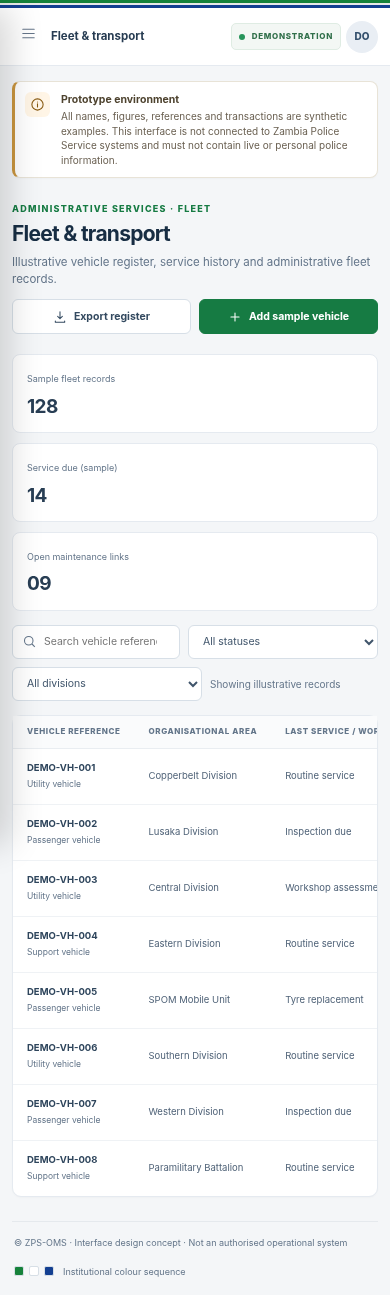 Fleet & transport
DEMONSTRATION
DO
Prototype environment
All names, figures, references and transactions are synthetic
examples. This interface is not connected to Zambia Police
Service systems and must not contain live or personal police
information.
ADMINISTRATIVE SERVICES · FLEET
Fleet & transport
Illustrative vehicle register, service history and administrative fleet
records.
Export register
Add sample vehicle
Sample fleet records
128
Service due (sample)
14
Open maintenance links
09
Search vehicle referen
All statuses
All divisions
Showing illustrative records
VEHICLE REFERENCE ORGANISATIONAL AREA LAST SERVICE / WOR
DEMO-VH-001
Utility vehicle
Copperbelt Division
Routine service
DEMO-VH-002
Passenger vehicle
Lusaka Division
Inspection due
DEMO-VH-003
Utility vehicle
Central Division
Workshop assessme
DEMO-VH-004
Support vehicle
Eastern Division
Routine service
DEMO-VH-005
Passenger vehicle
SPOM Mobile Unit
Tyre replacement
DEMO-VH-006
Utility vehicle
Southern Division
Routine service
DEMO-VH-007
Passenger vehicle
Western Division
Inspection due
DEMO-VH-008
Support vehicle
Paramilitary Battalion
Routine service
© ZPS-OMS · Interface design concept · Not an authorised operational system
Institutional colour sequence